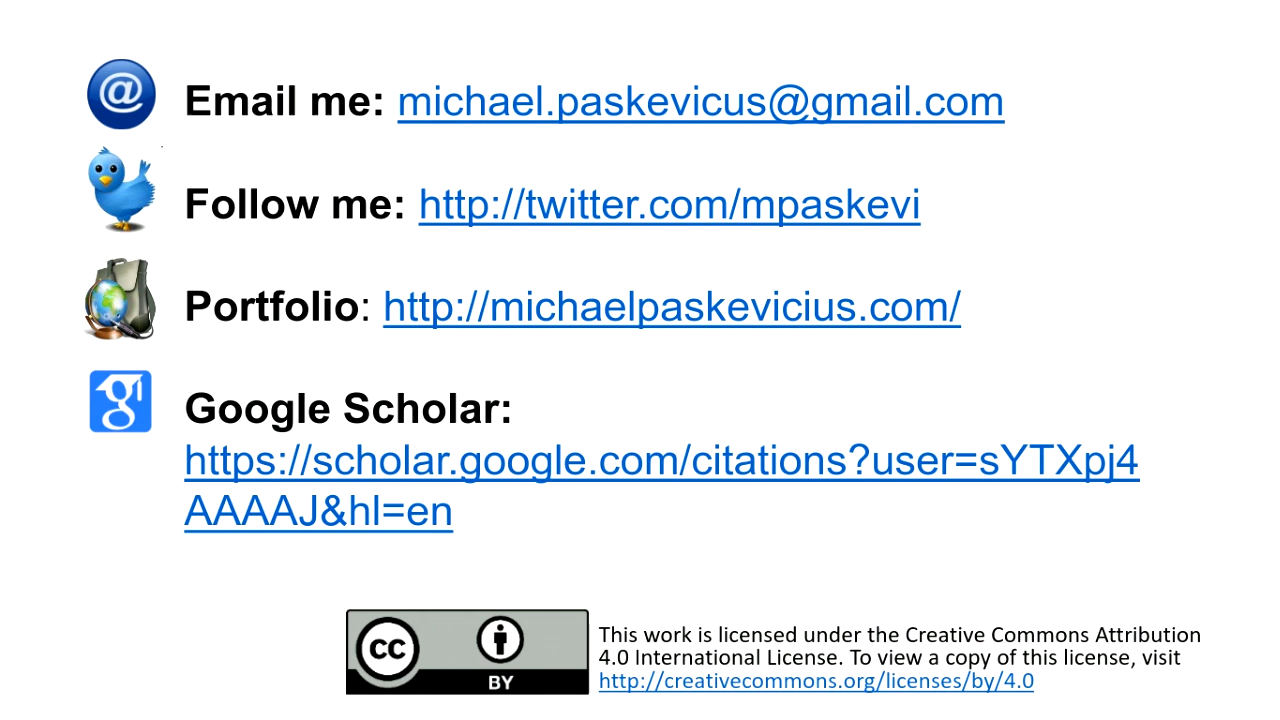 @
Email me: michael.paskevicus@gmail.com
Follow me: http://twitter.com/mpaskevi
Portfolio: http://michaelpaskevicius.com/
g
Google Scholar:
https://scholar.google.com/citations?user=sYTXpj4
AAAAJ&hl=en
cc
BY
This work is licensed under the Creative Commons Attribution
4.0 International License. To view a copy of this license, visit
http://creativecommons.org/licenses/by/4.0